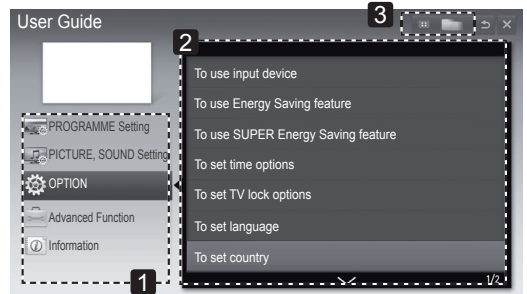 User Guide
3
2
To use input device
To use Energy Saving feature
To use SUPER Energy Saving feature
To set time options
To set TV lock options
To set language
To set country
1/2
PROGRAMME Setting
PICTURE, SOUND Setting
OPTION
Advanced Function
Information
1